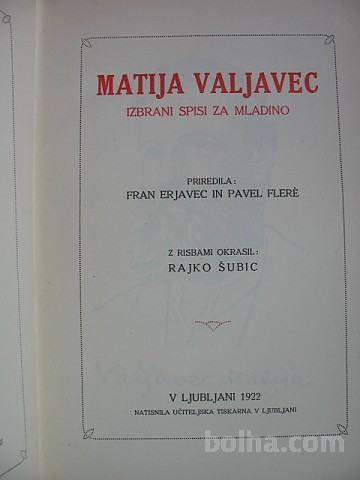 MATIJA VALJAVEC
IZBRANI SPISI ZA MLADINO
PRIREDILA:
FRAN ERJAVEC IN PAVEL FLERÈ
Z RISBAMI OKRASIL:
RAJKO ŠUBIC
V LJUBLJANI 1922
NATISNILA UČITELJSKA TISKARNA V LJUBLJANI
bolha.com